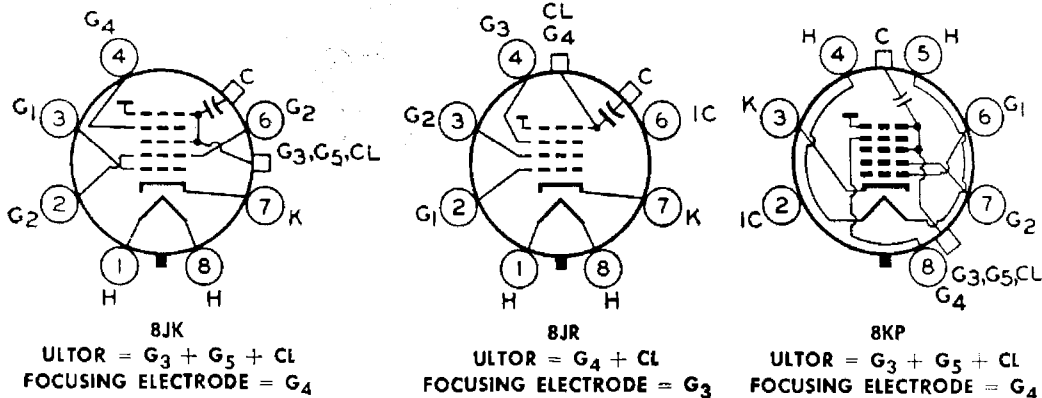 G4
4
C
G1
3
6
G2
G3,G5,CL
2
G2
7
K
1
8
H
H
8JK
ULTOR = G3 + G5 + CL
FOCUSING ELECTRODE = G4
CL
G4
G3
4
C
G2
3
6
IC
2
G1
7
K
1
8
H
H
8JR
ULTOR = G4 + CL
FOCUSING ELECTRODE = G3
C
H
4
5
H
K
3
6
G1
IC
2
7
G2
8
G3,G5,CL
G4
8KP
ULTOR = G3 + G5 + CL
FOCUSING ELECTRODE = G4